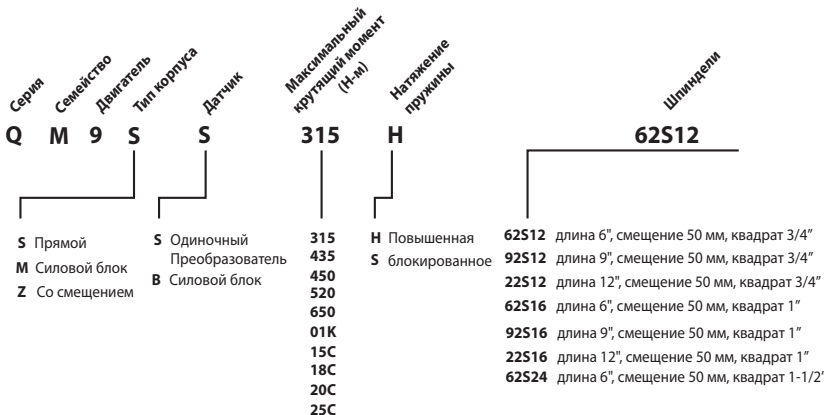 Серия
Семейство
Двигатель
Тип корпуса
Датчик
Максимальный
крутящий момент
(Н-м)
Натяжение
пружины
Шпиндели
Q M 9 S S 315 H 62S12
S Прямой
M Силовой блок
Z Со смещением
S Одиночный
Преобразователь
B Силовой блок
315
435
450
520
650
01K
15C
18C
20C
25C
H Повышенная
S блокированное
62S12 длина 6", смещение 50 мм, квадрат 3/4"
92S12 длина 9", смещение 50 мм, квадрат 3/4"
22S12 длина 12", смещение 50 мм, квадрат 3/4"
62S16 длина 6", смещение 50 мм, квадрат 1"
92S16 длина 9", смещение 50 мм, квадрат 1"
22S16 длина 12", смещение 50 мм, квадрат 1"
62S24 длина 6", смещение 50 мм, квадрат 1-1/2"